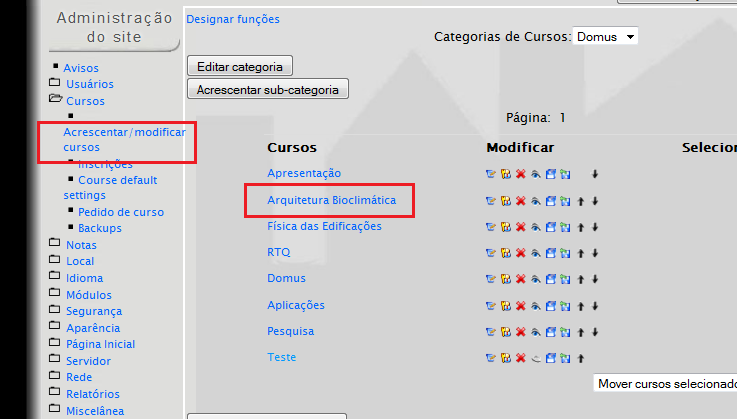 Administração
do site
Avisos
Usuários
Cursos
Acrescentar/modificar
cursos
Inscrições
Course default
settings
Pedido de curso
Backups
Notas
Local
Idioma
Módulos
Segurança
Aparência
Página Inicial
Servidor
Rede
Relatórios
Miscelânea
Designar funções
Categorias de Cursos: Domus
Editar categoria
Acrescentar sub-categoria
Página: 1
Cursos Modificar Selecion
Apresentação
Arquitetura Bioclimática
Física das Edificações
RTQ
Domus
Aplicações
Pesquisa
Teste
Mover cursos selecionado